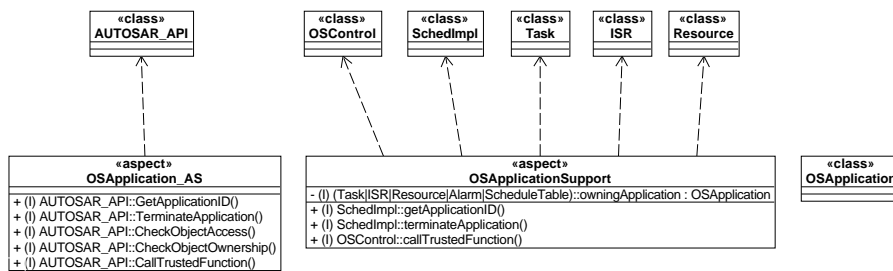 «class»
AUTOSAR_API
«class»
OSControl
«class»
SchedImpl
«class»
Task
«class»
ISR
«class»
Resource
«aspect»
OSApplication_AS
+ (I) AUTOSAR_API::GetApplicationID()
+ (I) AUTOSAR_API::TerminateApplication()
+ (I) AUTOSAR_API::CheckObjectAccess()
+ (I) AUTOSAR_API::CheckObjectOwnership()
+ (I) AUTOSAR_API::CallTrustedFunction()
«aspect»
OSApplicationSupport
- (I) (Task|ISR|Resource|Alarm|ScheduleTable)::owningApplication : OSApplication
+ (I) SchedImpl::getApplicationID()
+ (I) SchedImpl::terminateApplication()
+ (I) OSControl::callTrustedFunction()
«class»
OSApplication